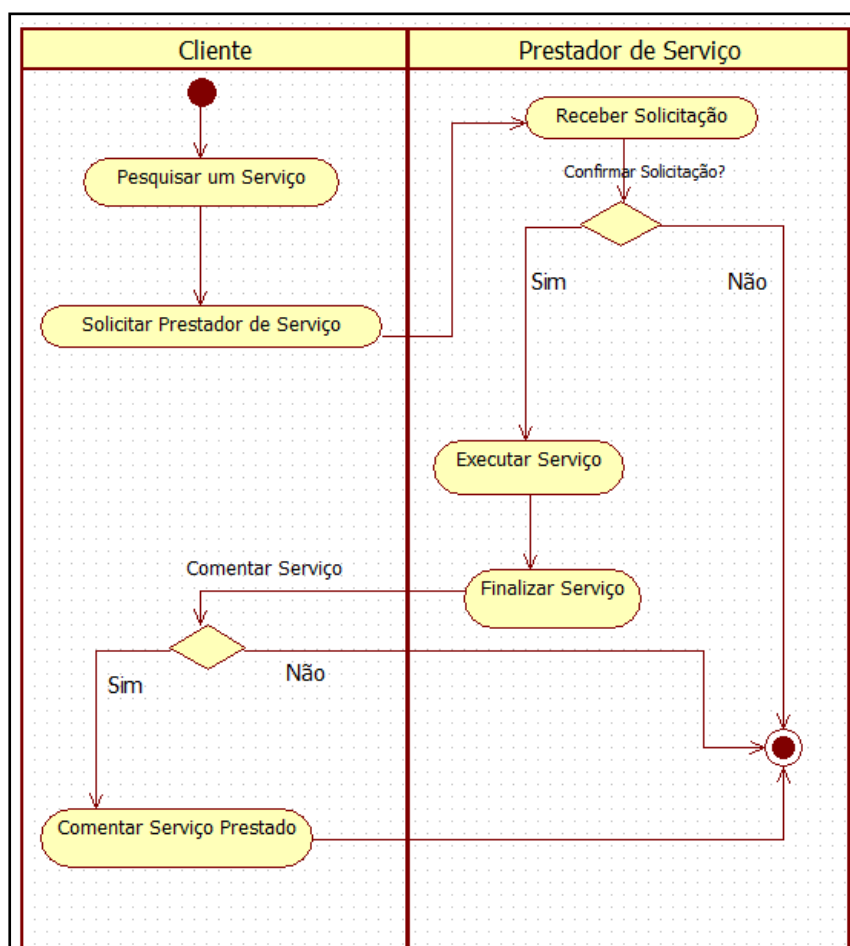 Cliente
Prestador de Serviço
Receber Solicitação
Pesquisar um Serviço
Confirmar Solicitação?
Sim
Não
Solicitar Prestador de Serviço
Executar Serviço
Comentar Serviço
Finalizar Serviço
Sim
Não
Comentar Serviço Prestado